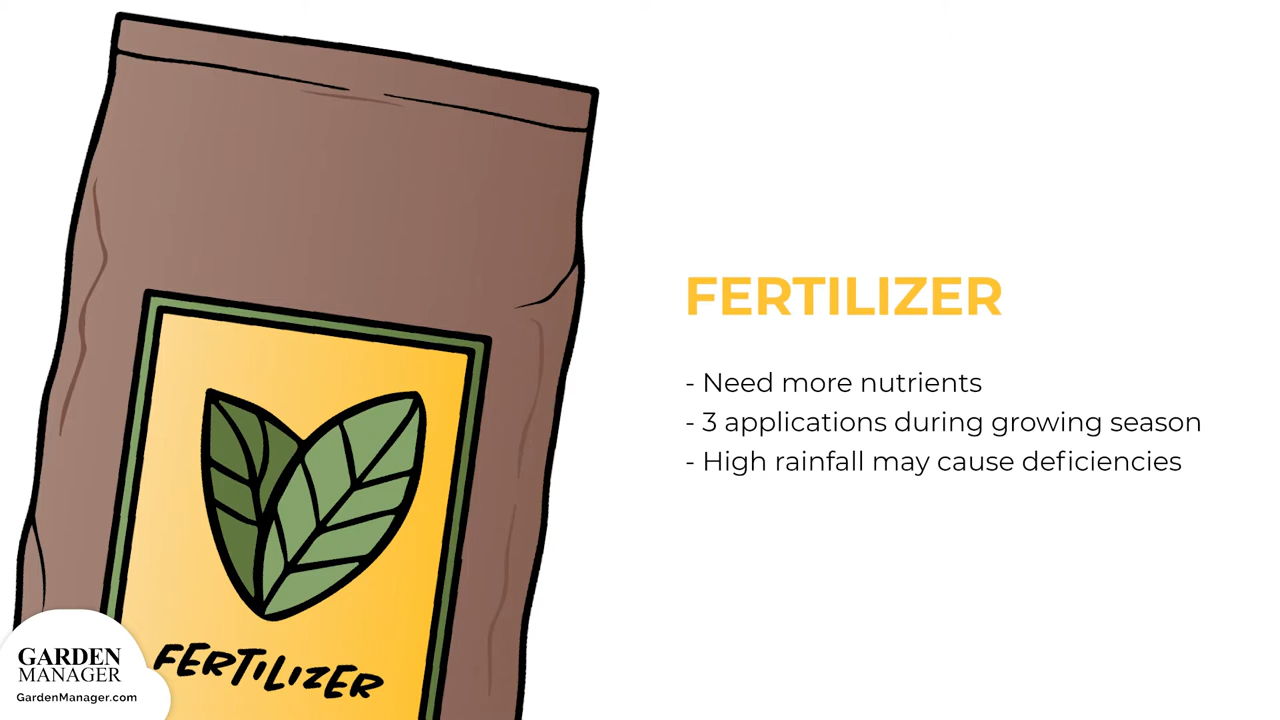 FERTILIZER
- Need more nutrients
- 3 applications during growing season
- High rainfall may cause deficiencies
FERTILIZER
GARDEN
MANAGER
GardenManager.com